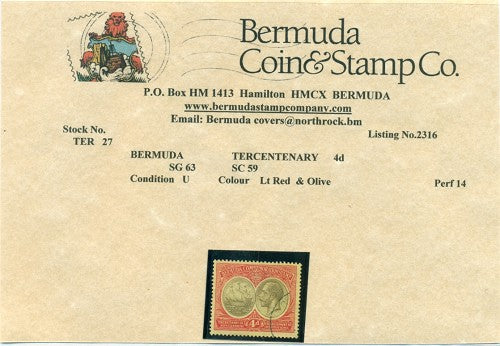 Bermuda
Coin&Stamp Co.
P.O. Box HM 1413 Hamilton HMCX BERMUDA
www.bermudastampcompany.com
Email: Bermuda covers@northrock.bm
Stock No. Listing No.2316
TER 27
BERMUDA TERCENTENARY 4d
SG 63 SC 59
Condition U Colour Lt Red & Olive Perf 14
4d